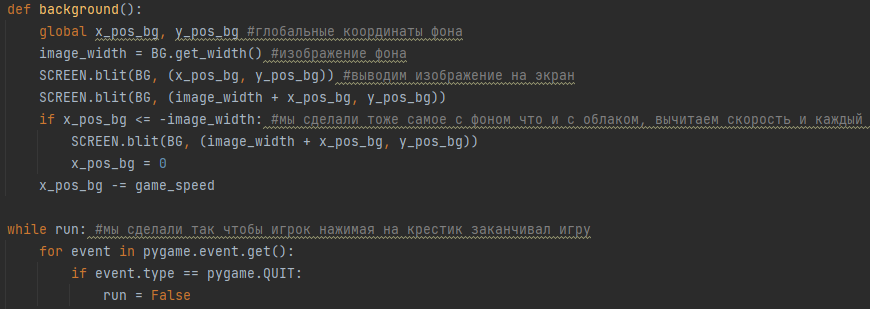 def background():
    global x_pos_bg, y_pos_bg #глобальные координаты фона
    image_width = BG.get_width() #изображение фона
    SCREEN.blit(BG, (x_pos_bg, y_pos_bg)) #выводим изображение на экран
    SCREEN.blit(BG, (image_width + x_pos_bg, y_pos_bg))
    if x_pos_bg <= -image_width: #мы сделали тоже самое с фоном что и с облаком, вычитаем скорость и каждый
        SCREEN.blit(BG, (image_width + x_pos_bg, y_pos_bg))
        x_pos_bg = 0
    x_pos_bg -= game_speed
while run: #мы сделали так чтобы игрок нажимая на крестик заканчивал игру
    for event in pygame.event.get():
        if event.type == pygame.QUIT:
            run = False